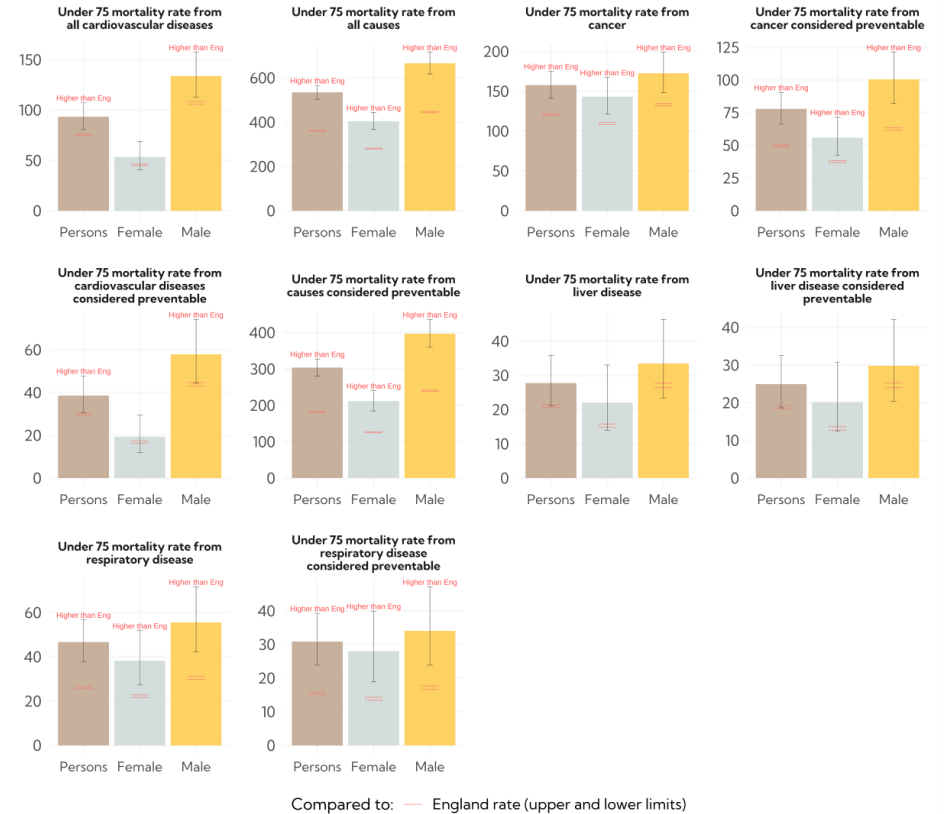 Under 75 mortality rate from
all cardiovascular diseases
150
100
50
0
Higher than Eng
Higher than Eng
Persons Female Male
Under 75 mortality rate from
all causes
600
400
200
0
Higher than Eng
Higher than Eng
Higher than Eng
Persons Female Male
Under 75 mortality rate from
cancer
200
150
100
50
0
Higher than Eng
Higher than Eng
Higher than Eng
Persons Female Male
Under 75 mortality rate from
cancer considered preventable
125
100
75
50
25
0
Higher than Eng
Higher than Eng
Higher than Eng
Persons Female Male
Under 75 mortality rate from
cardiovascular diseases
considered preventable
60
40
20
0
Higher than Eng
Higher than Eng
Persons Female Male
Under 75 mortality rate from
causes considered preventable
400
300
200
100
0
Higher than Eng
Higher than Eng
Higher than Eng
Persons Female Male
Under 75 mortality rate from
liver disease
40
30
20
10
0
Persons Female Male
Under 75 mortality rate from
liver disease considered
preventable
40
30
20
10
0
Persons Female Male
Under 75 mortality rate from
respiratory disease
60
40
20
0
Higher than Eng
Higher than Eng
Higher than Eng
Persons Female Male
Under 75 mortality rate from
respiratory disease
considered preventable
40
30
20
10
0
Higher than Eng
Higher than Eng
Higher than Eng
Persons Female Male
Compared to: England rate (upper and lower limits)